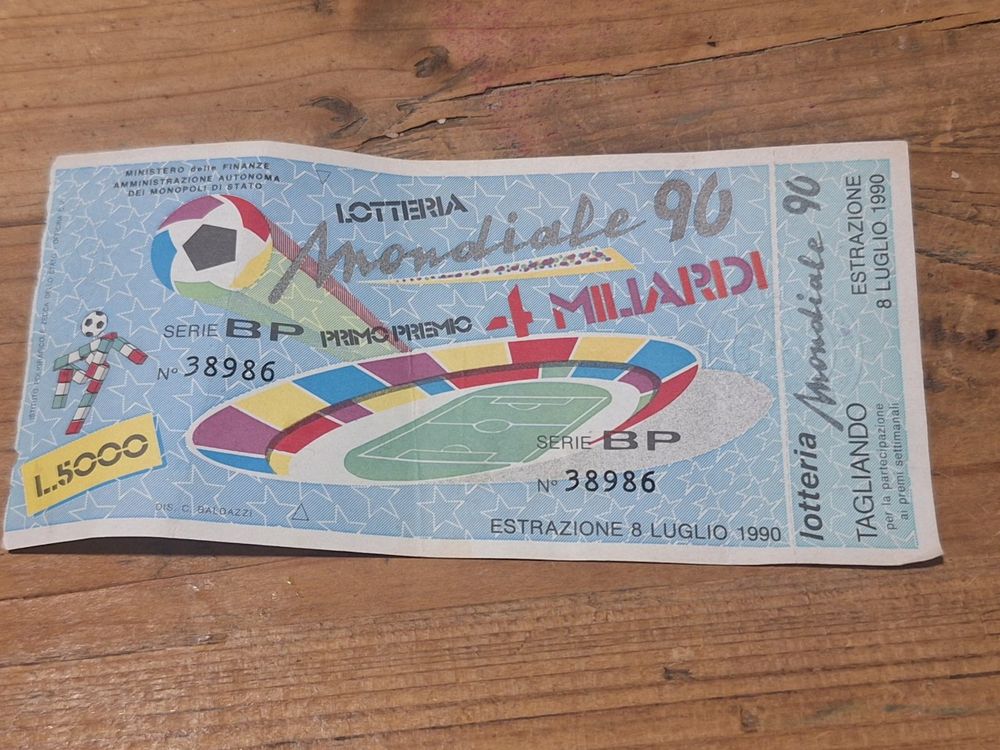 MINISTERO delle FINANZE
AMMINISTRAZIONE AUTONOMA
DEI MONOPOLI DI STATO
LOTTERIA
Mondiale 90
PRIMO PREMIO 4 MILIARDI
SERIE BP
N° 38986
L.5000
SERIE BP
N° 38986
DIS. C. BALDAZZI
ESTRAZIONE 8 LUGLIO 1990
lotteria Mondiale 90
TAGLIANDO
per la partecipazione
ai premi settimanali
ESTRAZIONE
8 LUGLIO 1990